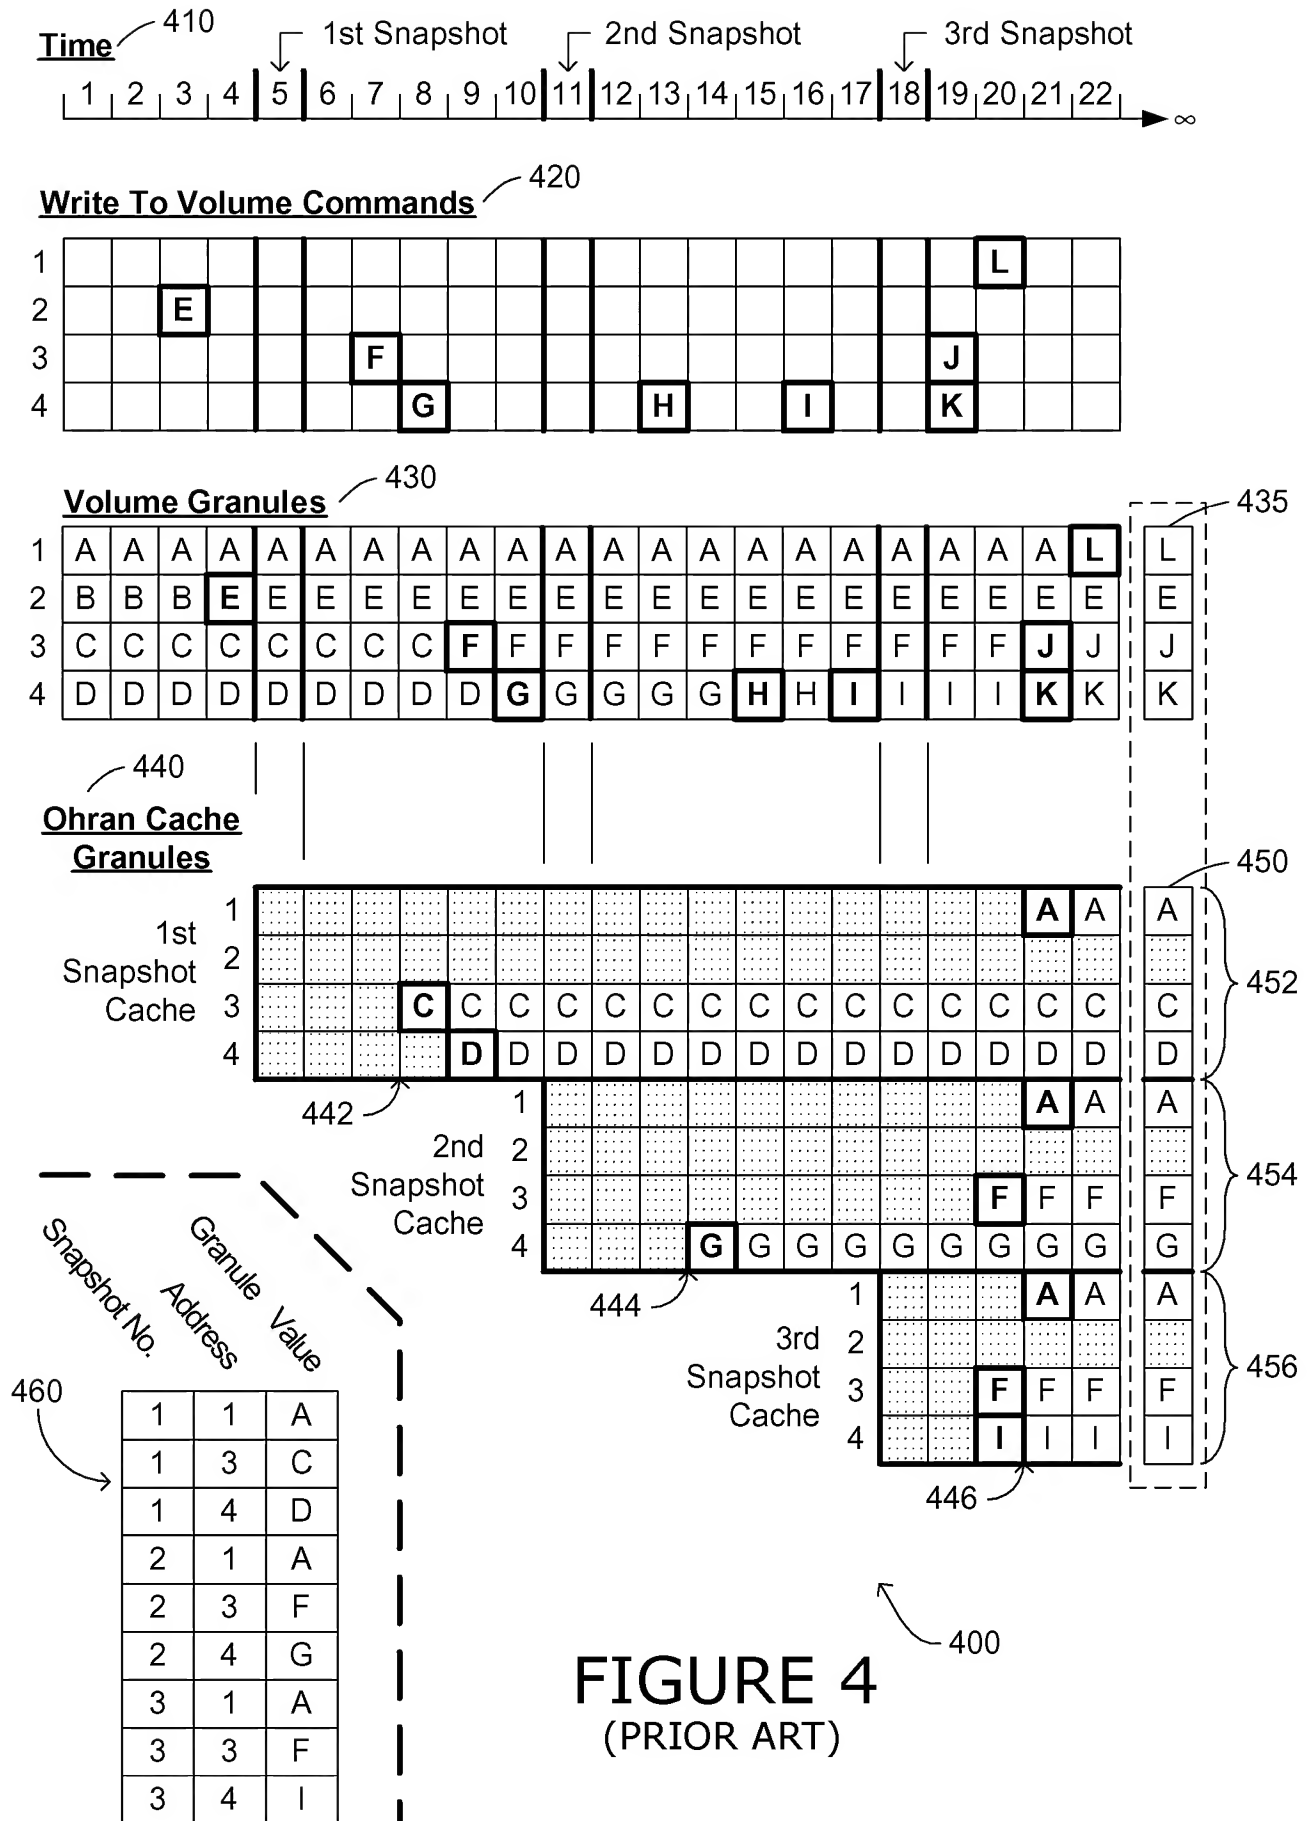 Time 410 1st Snapshot 2nd Snapshot 3rd Snapshot
1 2 3 4 5 6 7 8 9 10 11 12 13 14 15 16 17 18 19 20 21 22 ∞
Write To Volume Commands 420
1 L
2 E
3 F J
4 G H I K
Volume Granules 430
435
1 A A A A A A A A A A A A A A A A A A A A A L L
2 B B B E E E E E E E E E E E E E E E E E E E E
3 C C C C C C C C F F F F F F F F F F F F J J J
4 D D D D D D D D D G G G G G H H I I I I K K K
440
Ohran Cache
Granules
450
1st
Snapshot
Cache
1 A A A
2
3 C C C C C C C C C C C C C C C C
4 D D D D D D D D D D D D D D D
452
442
2nd
Snapshot
Cache
1 A A A
2
3 F F F F
4 G G G G G G G G G G
454
444
3rd
Snapshot
Cache
1 A A A
2
3 F F F F
4 I I I I
456
446
Snapshot No.
Granule
Address
Granule
Value
460
1 1 A
1 3 C
1 4 D
2 1 A
2 3 F
2 4 G
3 1 A
3 3 F
3 4 I
400
FIGURE 4
(PRIOR ART)